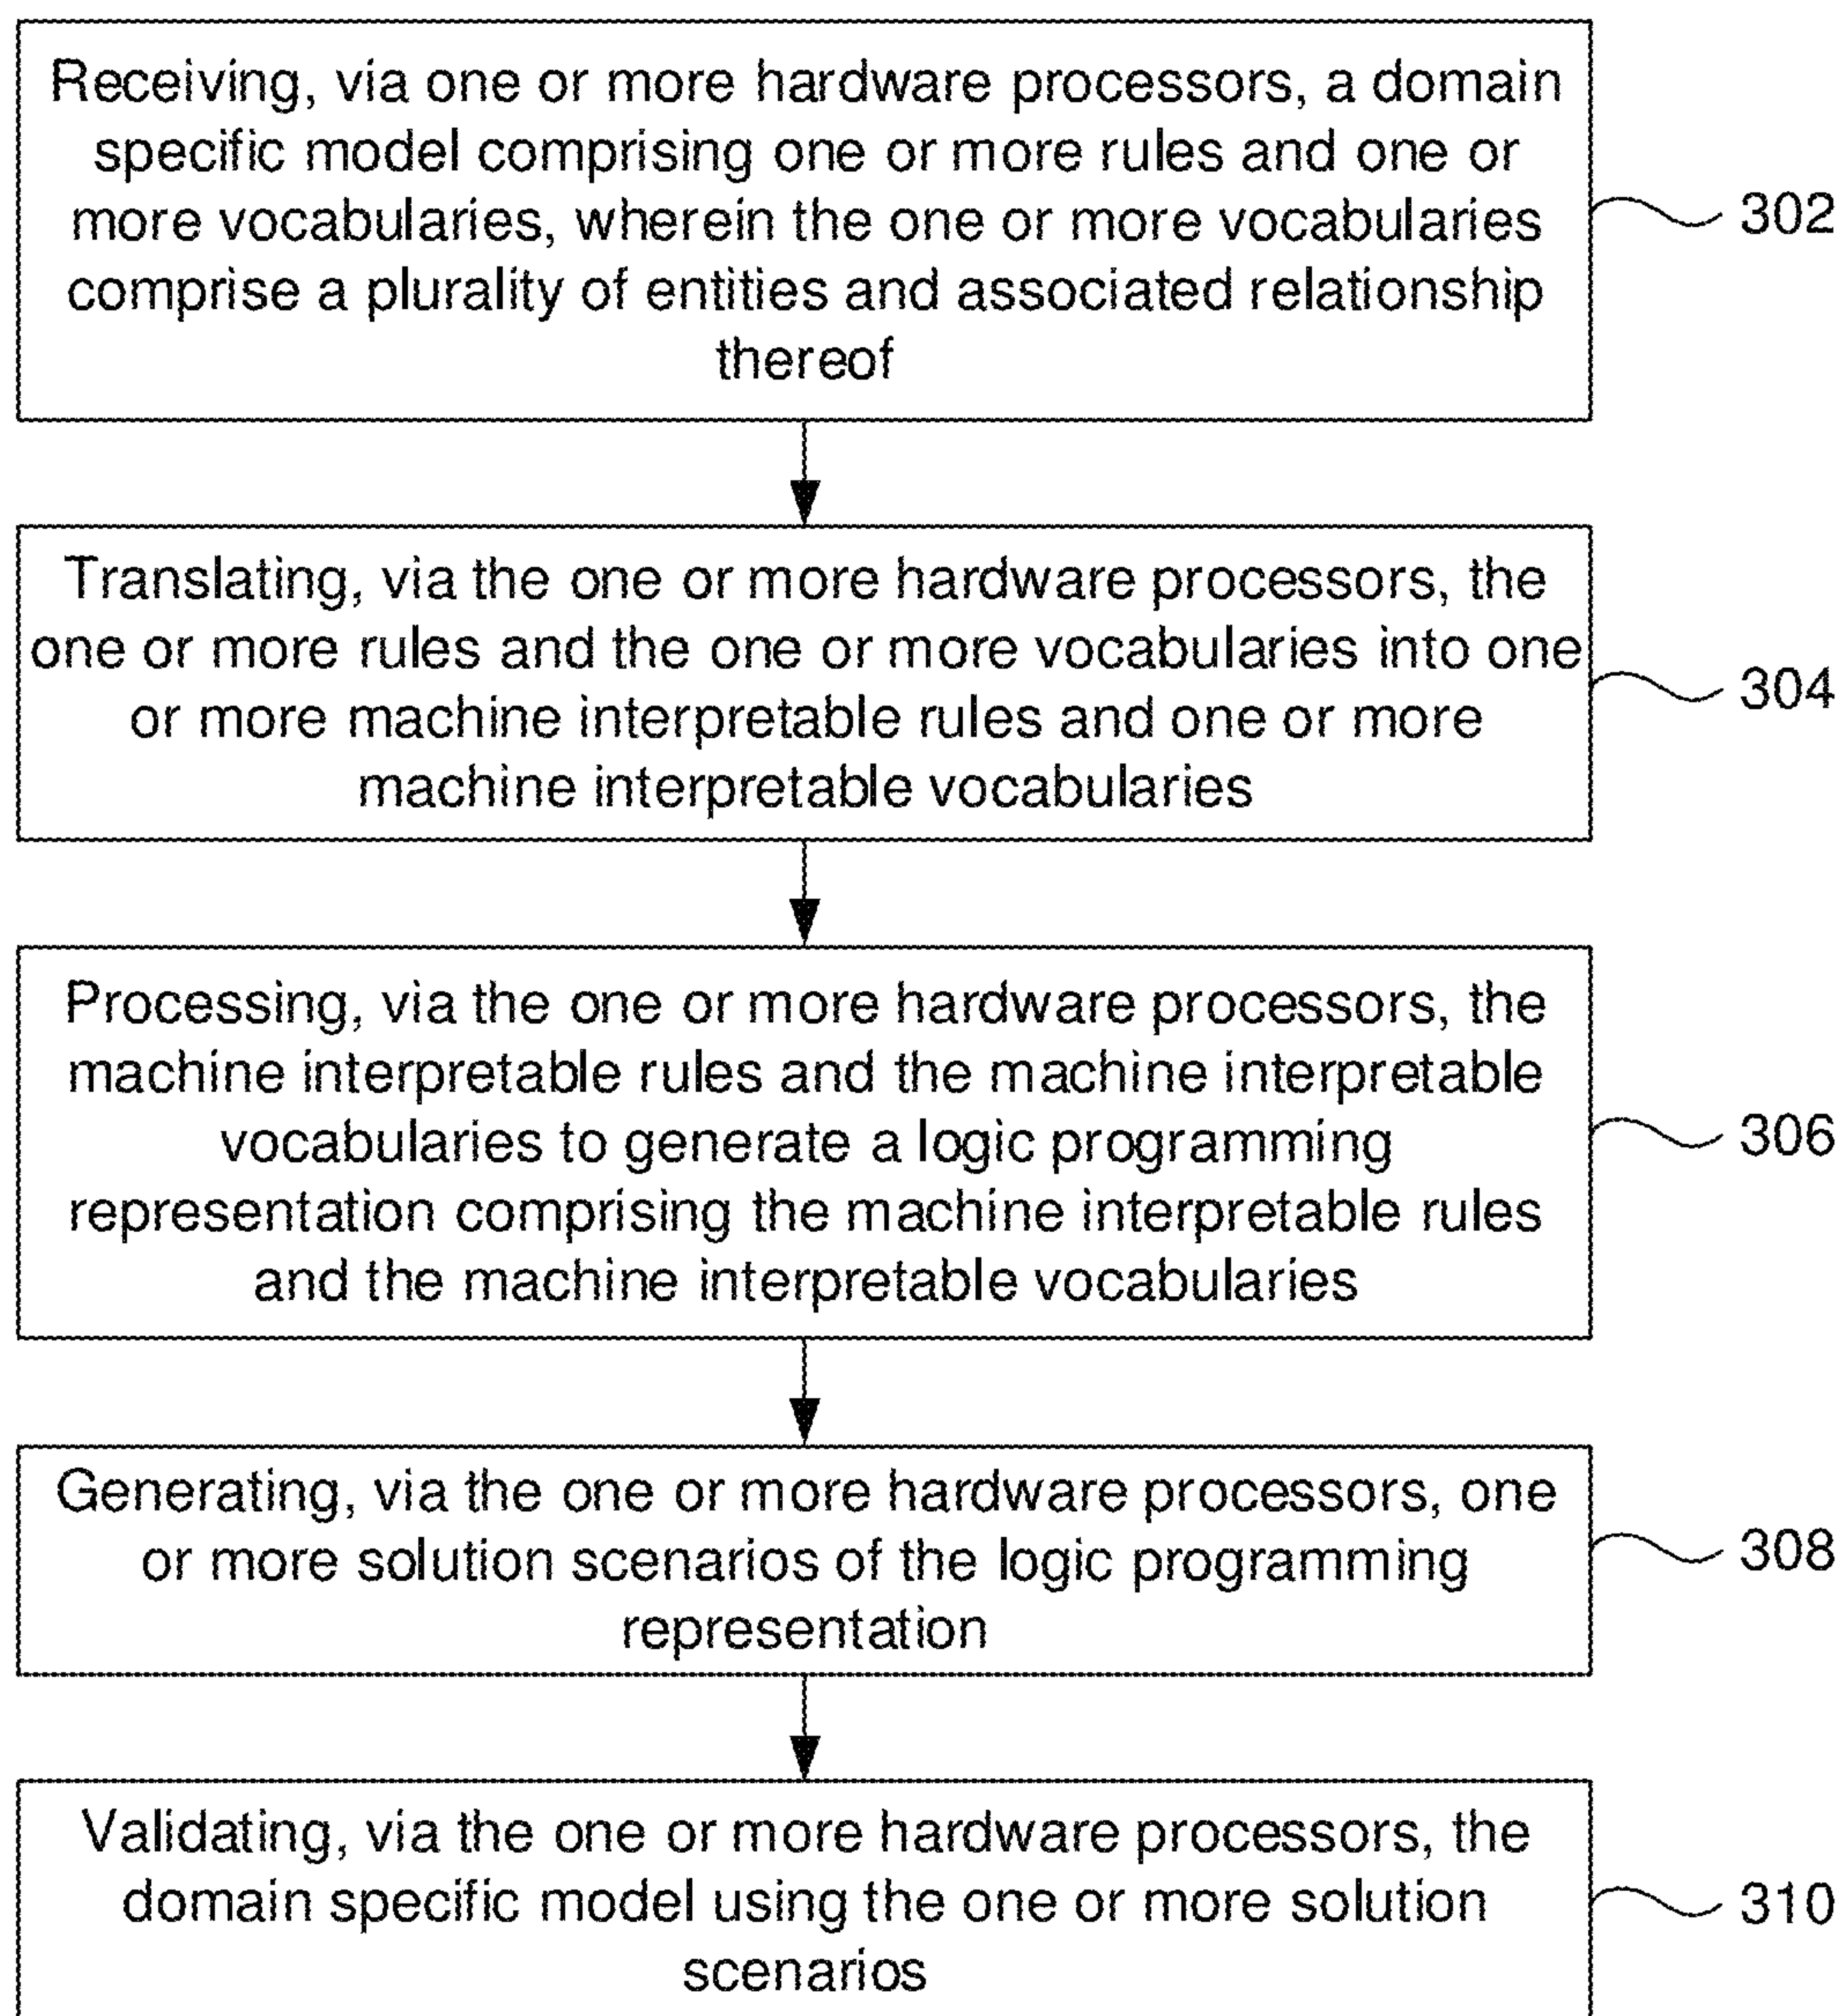 Receiving, via one or more hardware processors, a domain
specific model comprising one or more rules and one or
more vocabularies, wherein the one or more vocabularies
comprise a plurality of entities and associated relationship
thereof
302
Translating, via the one or more hardware processors, the
one or more rules and the one or more vocabularies into one
or more machine interpretable rules and one or more
machine interpretable vocabularies
304
Processing, via the one or more hardware processors, the
machine interpretable rules and the machine interpretable
vocabularies to generate a logic programming
representation comprising the machine interpretable rules
and the machine interpretable vocabularies
306
Generating, via the one or more hardware processors, one
or more solution scenarios of the logic programming
representation
308
Validating, via the one or more hardware processors, the
domain specific model using the one or more solution
scenarios
310